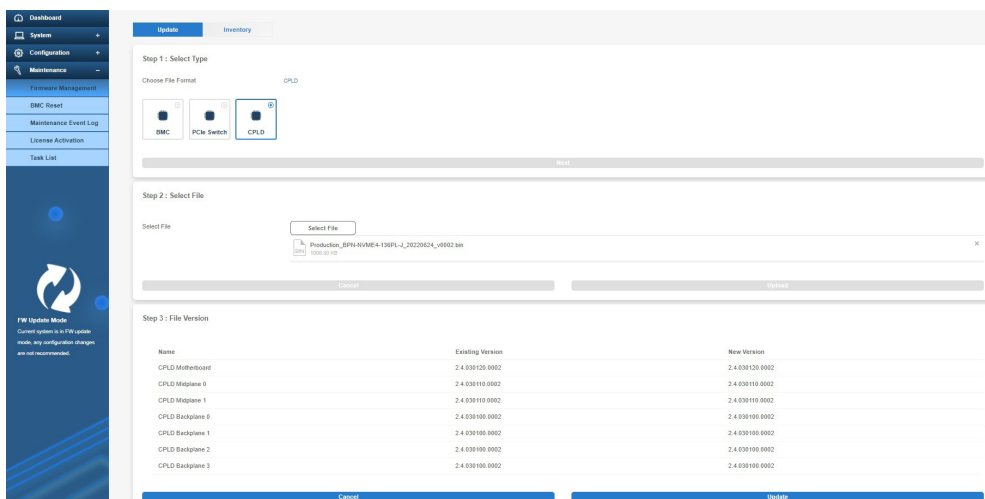 Dashboard
System +
Configuration +
Maintenance −
Firmware Management
BMC Reset
Maintenance Event Log
License Activation
Task List
FW Update Mode
Current system is in FW update
mode, any configuration changes
are not recommended.
Update Inventory
Step 1 : Select Type
Choose File Format CPLD
BMC PCIe Switch CPLD
Next
Step 2 : Select File
Select File Select File
BIN Production_BPN-NVME4-136PL-J_20220624_v0002.bin ×
Cancel Upload
Step 3 : File Version
Name Existing Version New Version
CPLD Motherboard 2.4.030120.0002 2.4.030120.0002
CPLD Midplane 0 2.4.030110.0002 2.4.030110.0002
CPLD Midplane 1 2.4.030110.0002 2.4.030110.0002
CPLD Backplane 0 2.4.030100.0002 2.4.030100.0002
CPLD Backplane 1 2.4.030100.0002 2.4.030100.0002
CPLD Backplane 2 2.4.030100.0002 2.4.030100.0002
CPLD Backplane 3 2.4.030100.0002 2.4.030100.0002
Cancel Update